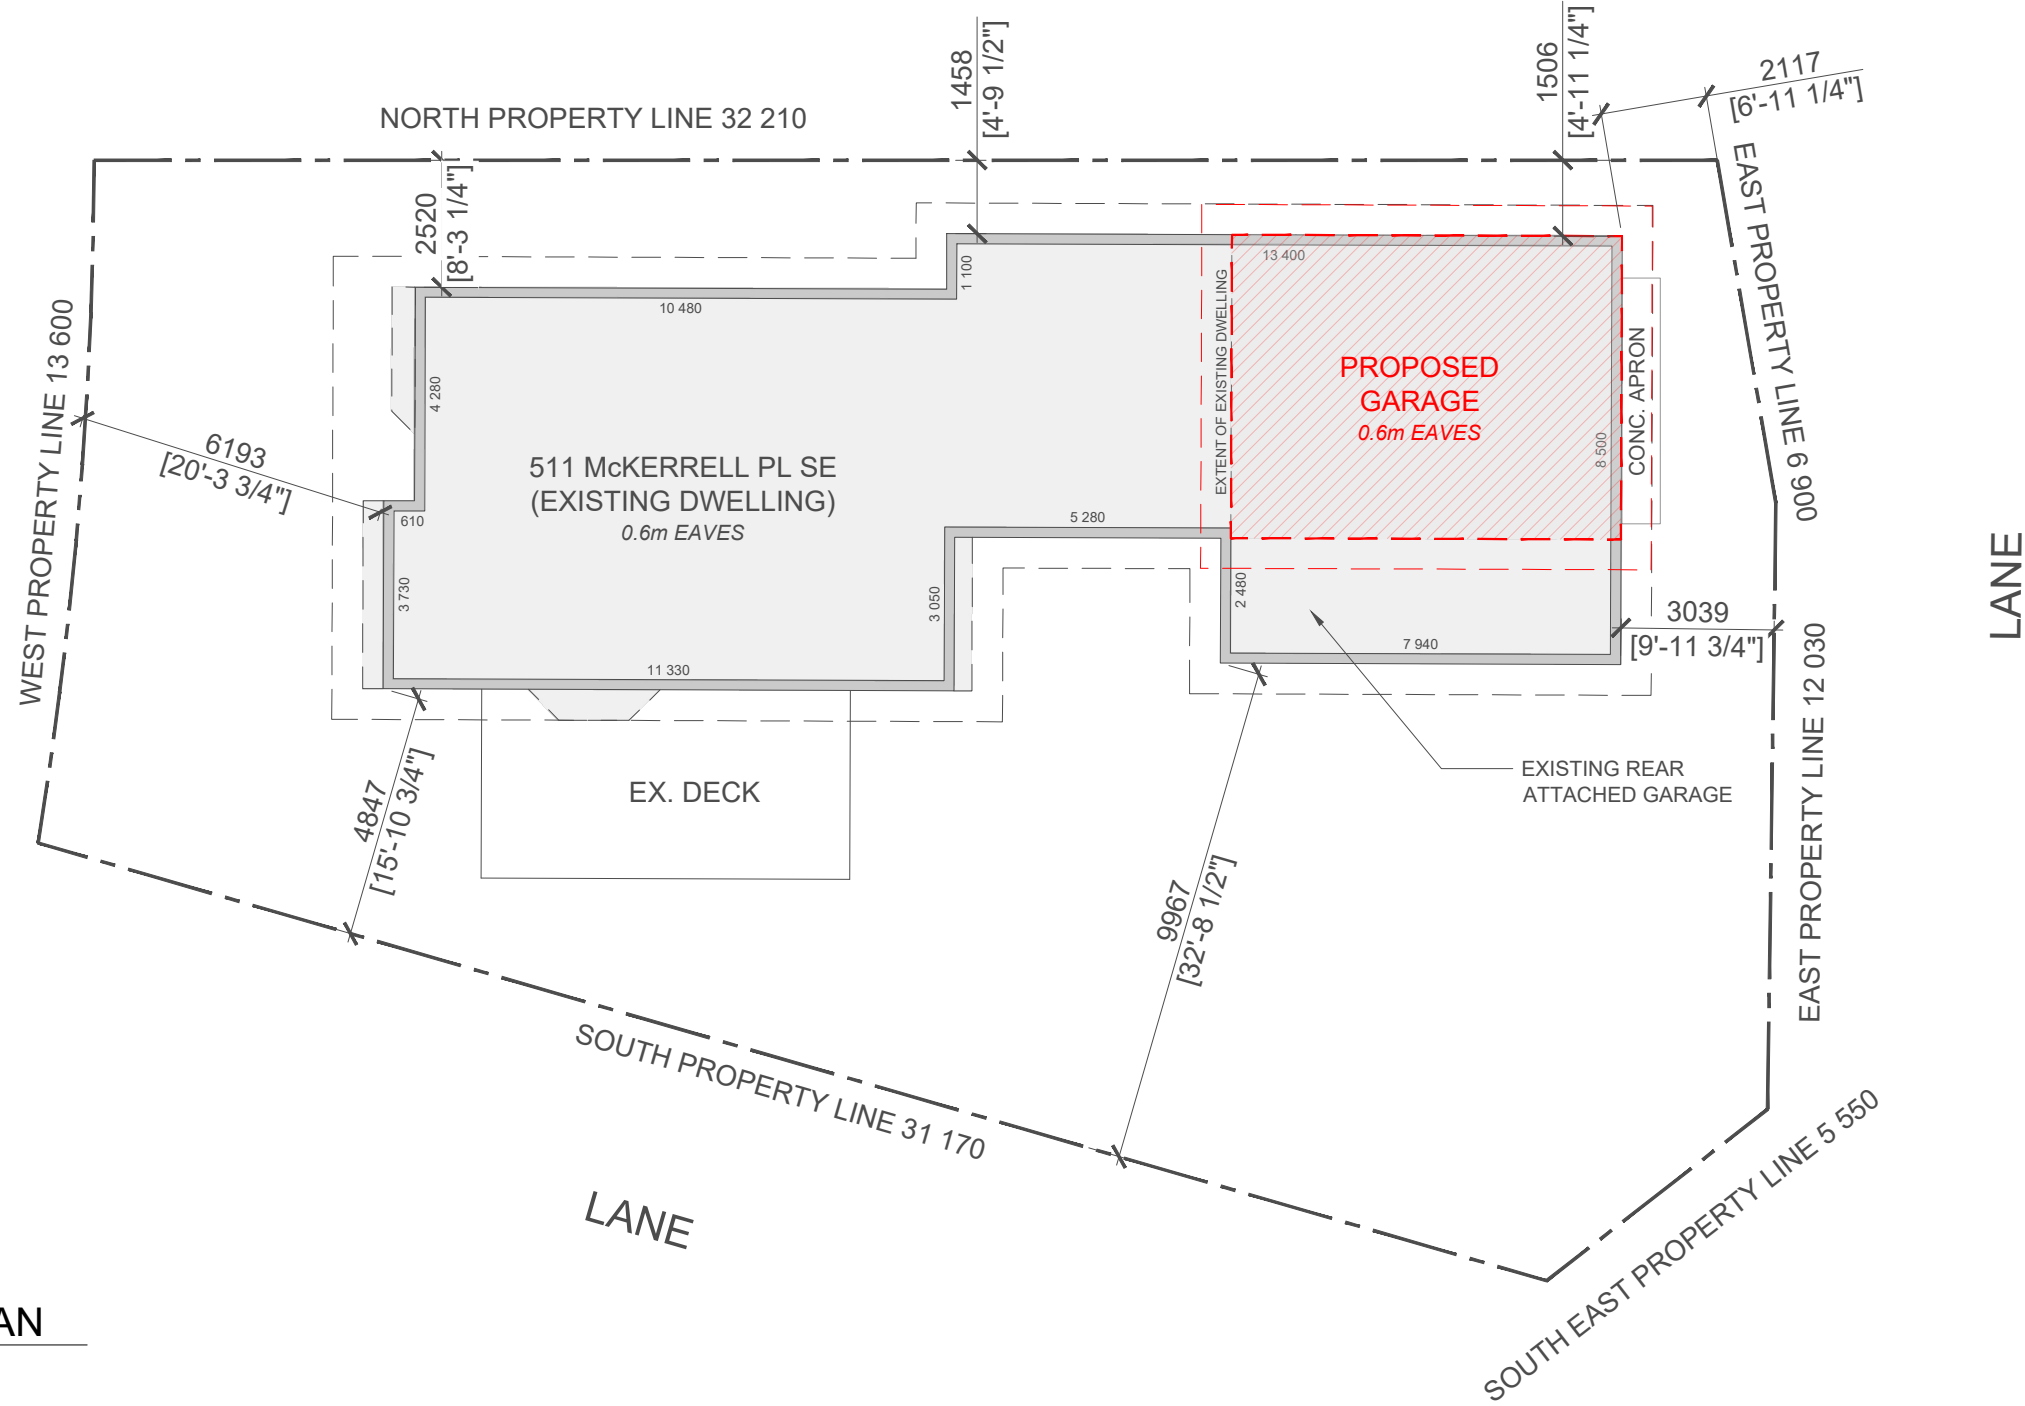 1458
[4'-9 1/2"]
1506
[4'-11 1/4"]
2117
[6'-11 1/4"]
NORTH PROPERTY LINE 32 210
2520
[8'-3 1/4"]
EAST PROPERTY LINE 6 900
13 400
1 100
10 480
EXTENT OF EXISTING DWELLING
PROPOSED
GARAGE
0.6m EAVES
8 500
CONC. APRON
WEST PROPERTY LINE 13 600
4 280
6193
[20'-3 3/4"]
511 McKERRELL PL SE
(EXISTING DWELLING)
0.6m EAVES
610
5 280
3 730
3 050
2 480
11 330
7 940
3039
[9'-11 3/4"]
LANE
EAST PROPERTY LINE 12 030
EXISTING REAR
ATTACHED GARAGE
EX. DECK
4847
[15'-10 3/4"]
9967
[32'-8 1/2"]
SOUTH PROPERTY LINE 31 170
SOUTH EAST PROPERTY LINE 5 550
LANE
AN